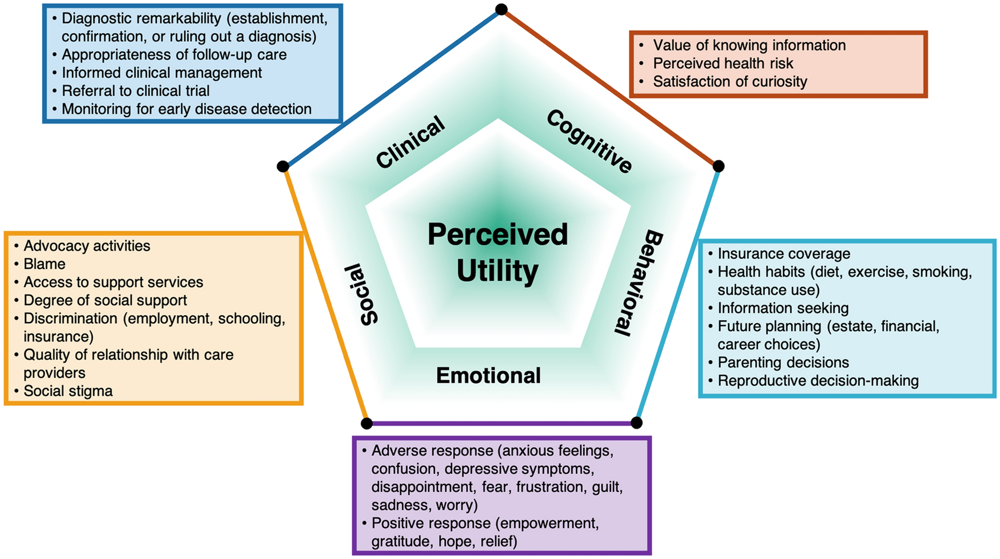 • Diagnostic remarkability (establishment,
confirmation, or ruling out a diagnosis)
• Appropriateness of follow-up care
• Informed clinical management
• Referral to clinical trial
• Monitoring for early disease detection
• Value of knowing information
• Perceived health risk
• Satisfaction of curiosity
Clinical
Cognitive
Perceived
Utility
Social
Behavioral
Emotional
• Advocacy activities
• Blame
• Access to support services
• Degree of social support
• Discrimination (employment, schooling,
insurance)
• Quality of relationship with care
providers
• Social stigma
• Insurance coverage
• Health habits (diet, exercise, smoking,
substance use)
• Information seeking
• Future planning (estate, financial,
career choices)
• Parenting decisions
• Reproductive decision-making
• Adverse response (anxious feelings,
confusion, depressive symptoms,
disappointment, fear, frustration, guilt,
sadness, worry)
• Positive response (empowerment,
gratitude, hope, relief)